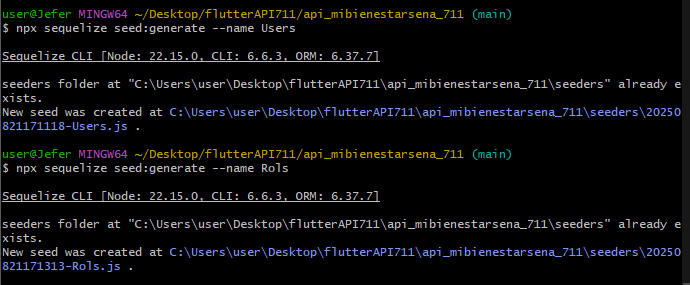 user@Jefer MINGW64 ~/Desktop/flutterAPI711/api_mibienestarsena_711 (main)
$ npx sequelize seed:generate --name Users
Sequelize CLI [Node: 22.15.0, CLI: 6.6.3, ORM: 6.37.7]
seeders folder at "C:\Users\user\Desktop\flutterAPI711\api_mibienestarsena_711\seeders" already e
xists.
New seed was created at C:\Users\user\Desktop\flutterAPI711\api_mibienestarsena_711\seeders\20250
821171118-Users.js .
user@Jefer MINGW64 ~/Desktop/flutterAPI711/api_mibienestarsena_711 (main)
$ npx sequelize seed:generate --name Rols
Sequelize CLI [Node: 22.15.0, CLI: 6.6.3, ORM: 6.37.7]
seeders folder at "C:\Users\user\Desktop\flutterAPI711\api_mibienestarsena_711\seeders" already e
xists.
New seed was created at C:\Users\user\Desktop\flutterAPI711\api_mibienestarsena_711\seeders\20250
821171313-Rols.js .